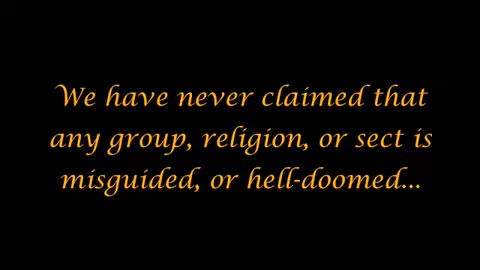 We have never claimed that
any group, religion, or sect is
misguided, or hell-doomed...